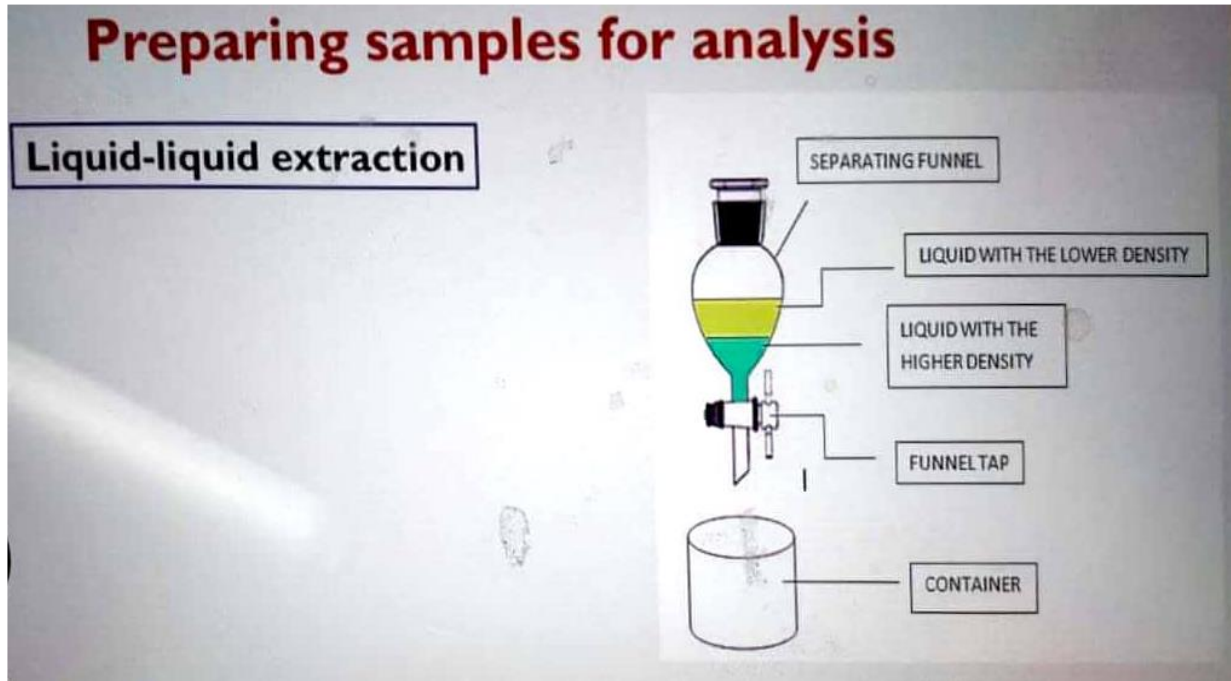 Preparing samples for analysis
Liquid-liquid extraction
SEPARATING FUNNEL
LIQUID WITH THE LOWER DENSITY
LIQUID WITH THE
HIGHER DENSITY
FUNNEL TAP
CONTAINER